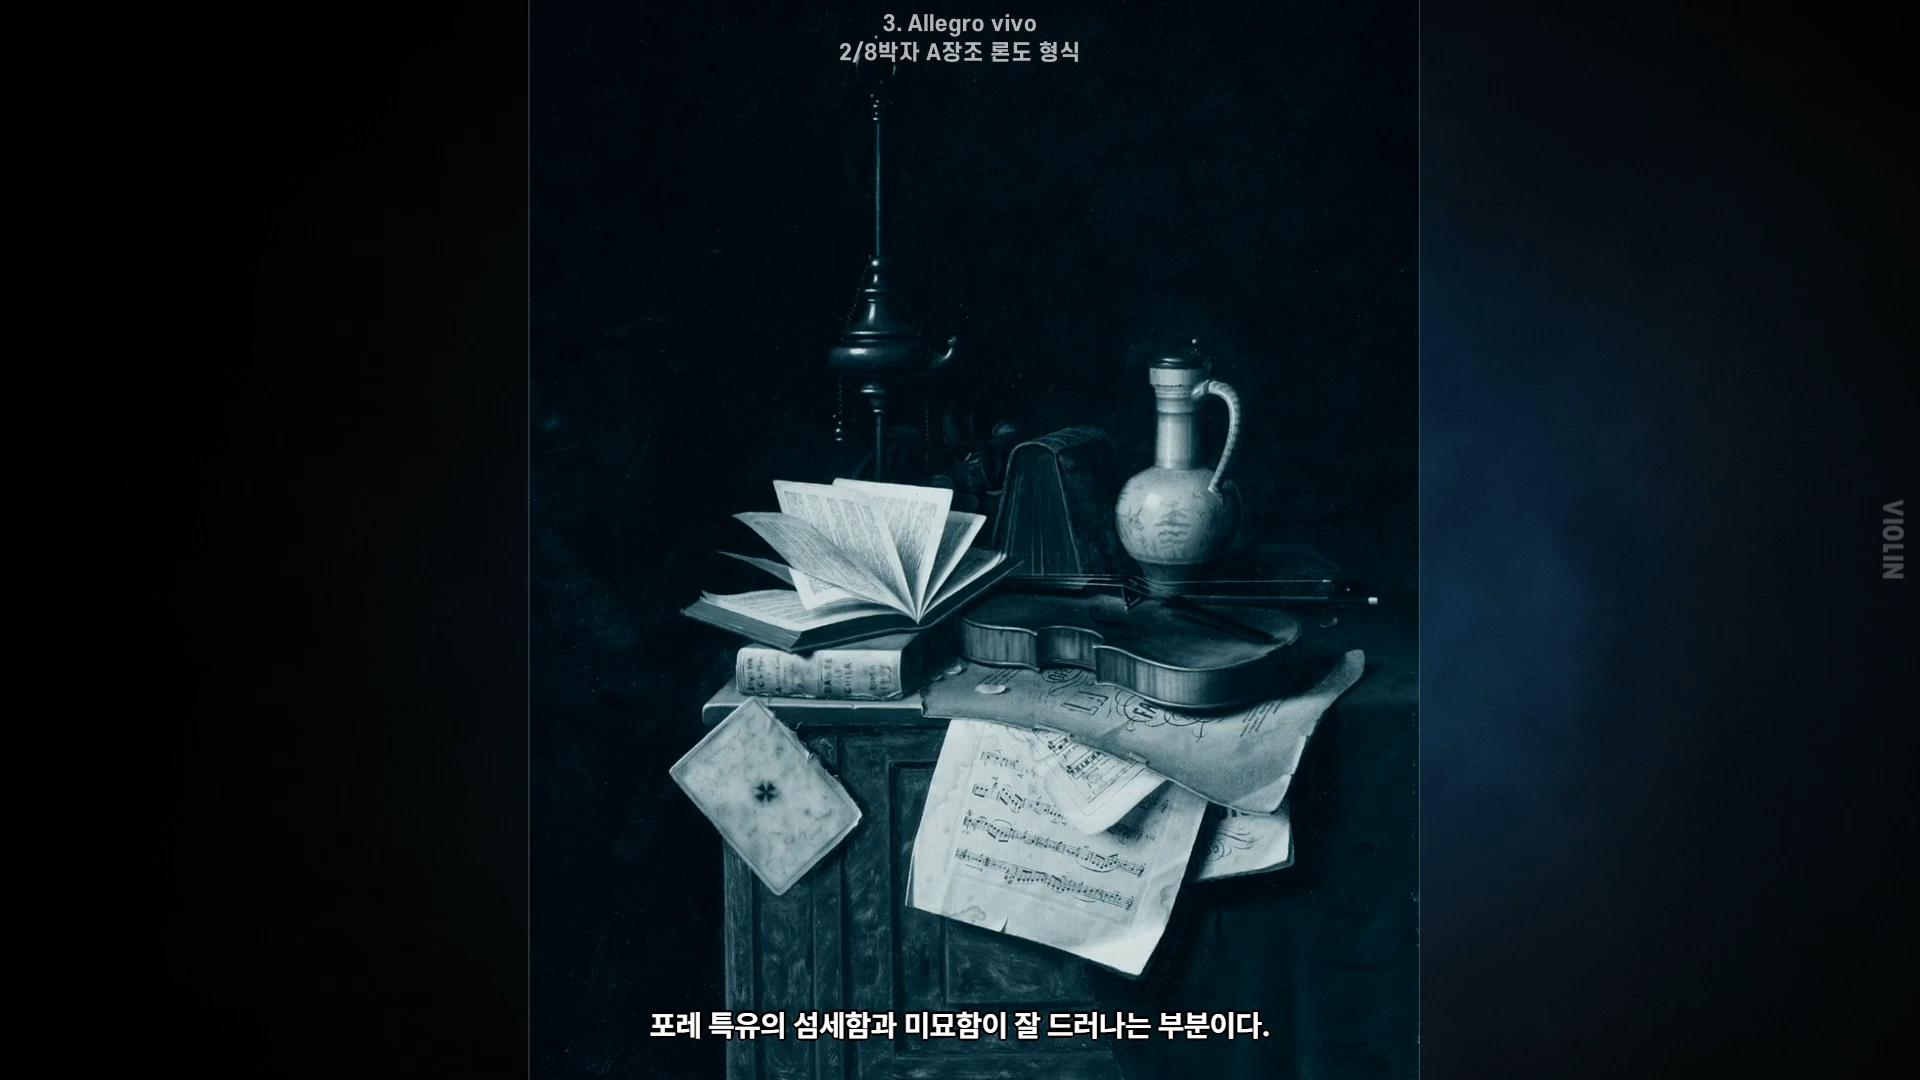 3. Allegro vivo
2/8박자 A장조 론도 형식
VIOLIN
포레 특유의 섬세함과 미묘함이 잘 드러나는 부분이다.